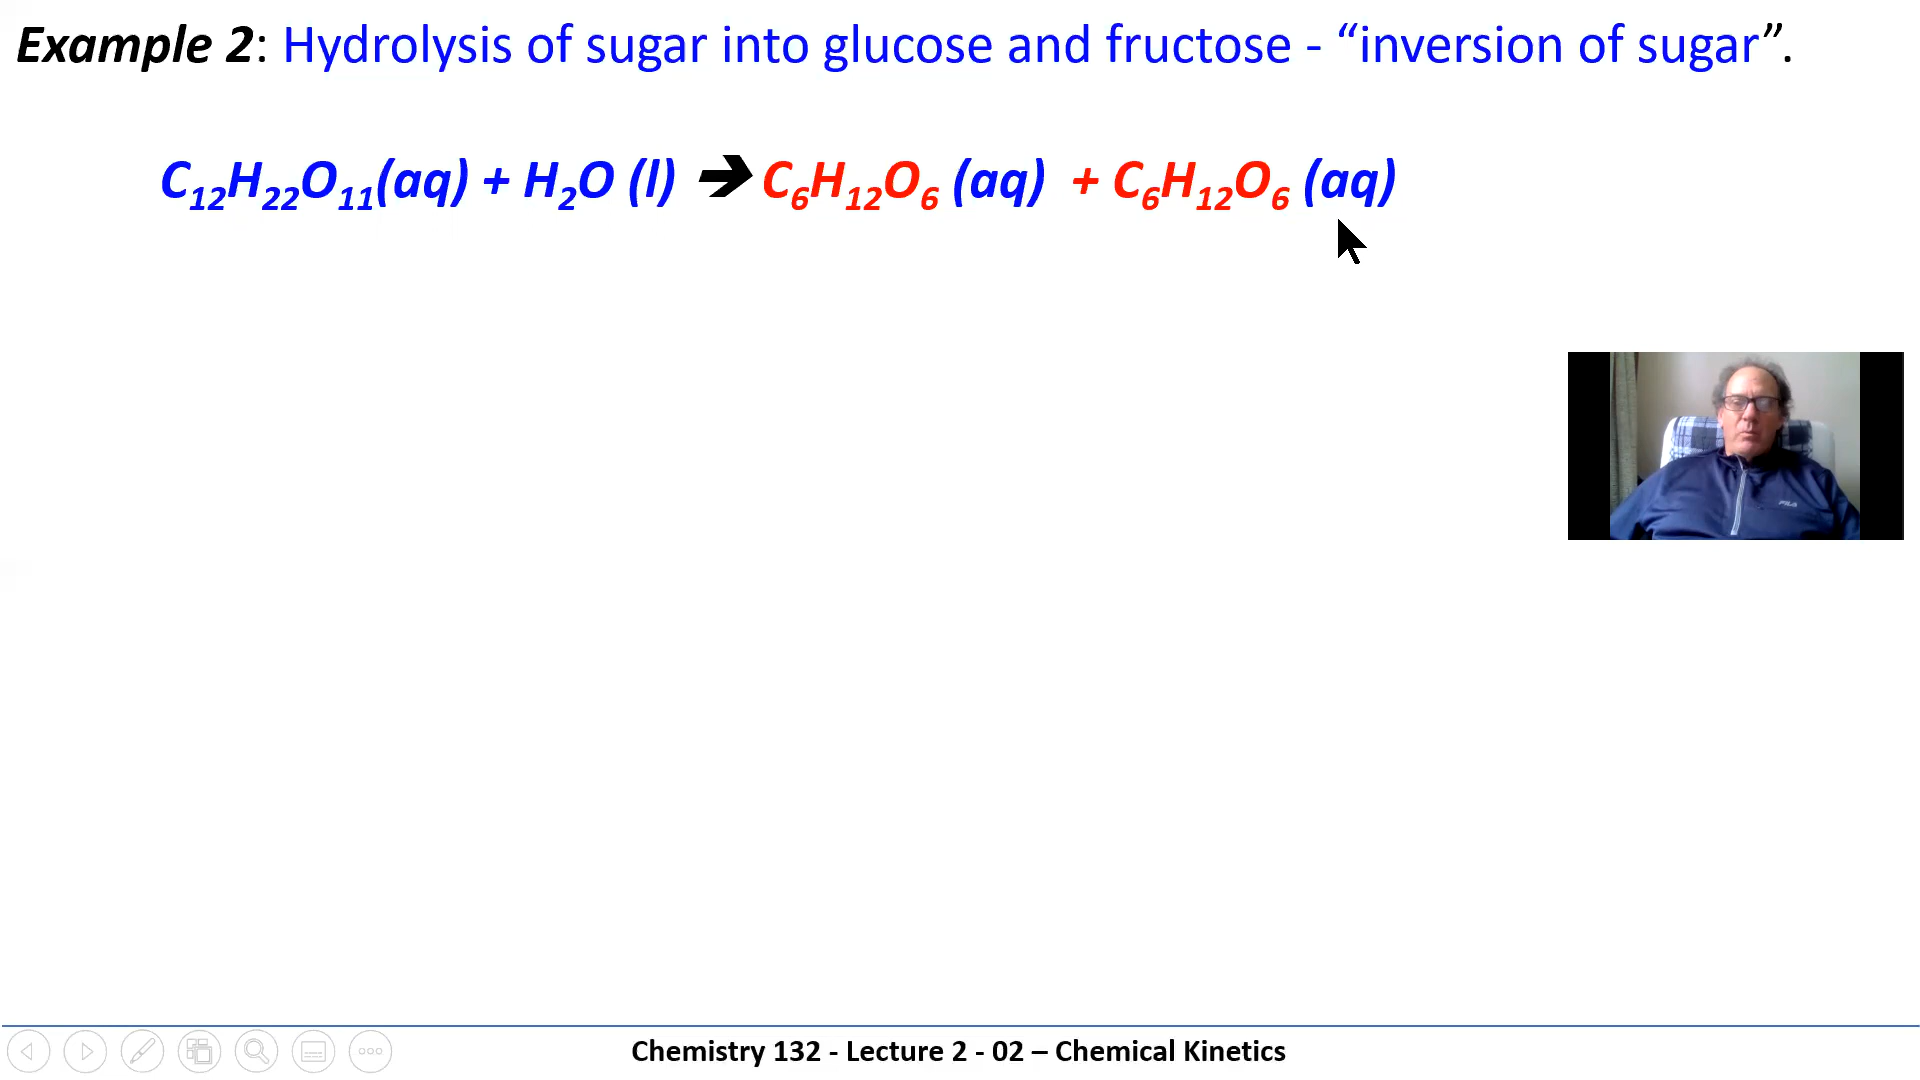 Example 2: Hydrolysis of sugar into glucose and fructose - “inversion of sugar”.
C₁₂H₂₂O₁₁(aq) + H₂O (l) ➔ C₆H₁₂O₆ (aq) + C₆H₁₂O₆ (aq)
FILA
Chemistry 132 - Lecture 2 - 02 – Chemical Kinetics